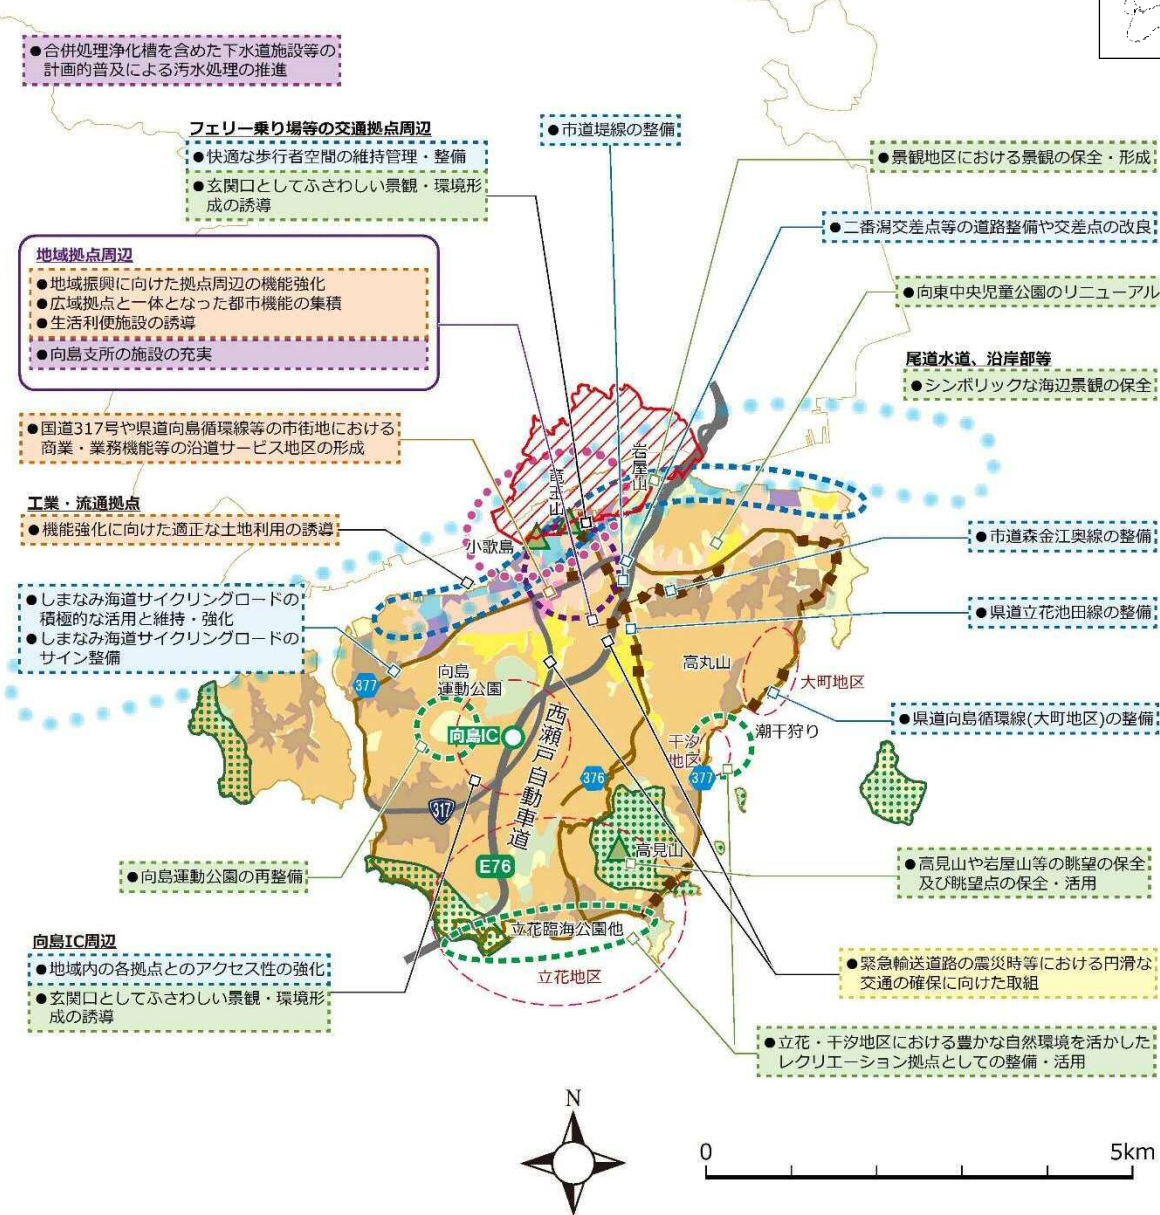 ●合併処理浄化槽を含めた下水道施設等の
計画的普及による汚水処理の推進
フェリー乗り場等の交通拠点周辺
●快適な歩行者空間の維持管理・整備
●玄関口としてふさわしい景観・環境形
成の誘導
●市道堤線の整備
●景観地区における景観の保全・形成
●二番潟交差点等の道路整備や交差点の改良
●向東中央児童公園のリニューアル
尾道水道、沿岸部等
●シンボリックな海辺景観の保全
地域拠点周辺
●地域振興に向けた拠点周辺の機能強化
●広域拠点と一体となった都市機能の集積
●生活利便施設の誘導
●向島支所の施設の充実
●国道317号や県道向島循環線等の市街地における
商業・業務機能等の沿道サービス地区の形成
工業・流通拠点
●機能強化に向けた適正な土地利用の誘導
●しまなみ海道サイクリングロードの
積極的な活用と維持・強化
●しまなみ海道サイクリングロードの
サイン整備
岩屋山
竜王山
小歌島
●市道森金江奥線の整備
●県道立花池田線の整備
高丸山
大町地区
●県道向島循環線(大町地区)の整備
潮干狩り
干汐
地区
向島
運動公園
377
向島IC
西瀬戸自動車道
376
377
317
E76
高見山
立花臨海公園他
立花地区
●向島運動公園の再整備
●高見山や岩屋山等の眺望の保全
及び眺望点の保全・活用
向島IC周辺
●地域内の各拠点とのアクセス性の強化
●玄関口としてふさわしい景観・環境形
成の誘導
●緊急輸送道路の震災時等における円滑な
交通の確保に向けた取組
●立花・干汐地区における豊かな自然環境を活かした
レクリエーション拠点としての整備・活用
N
0
5km